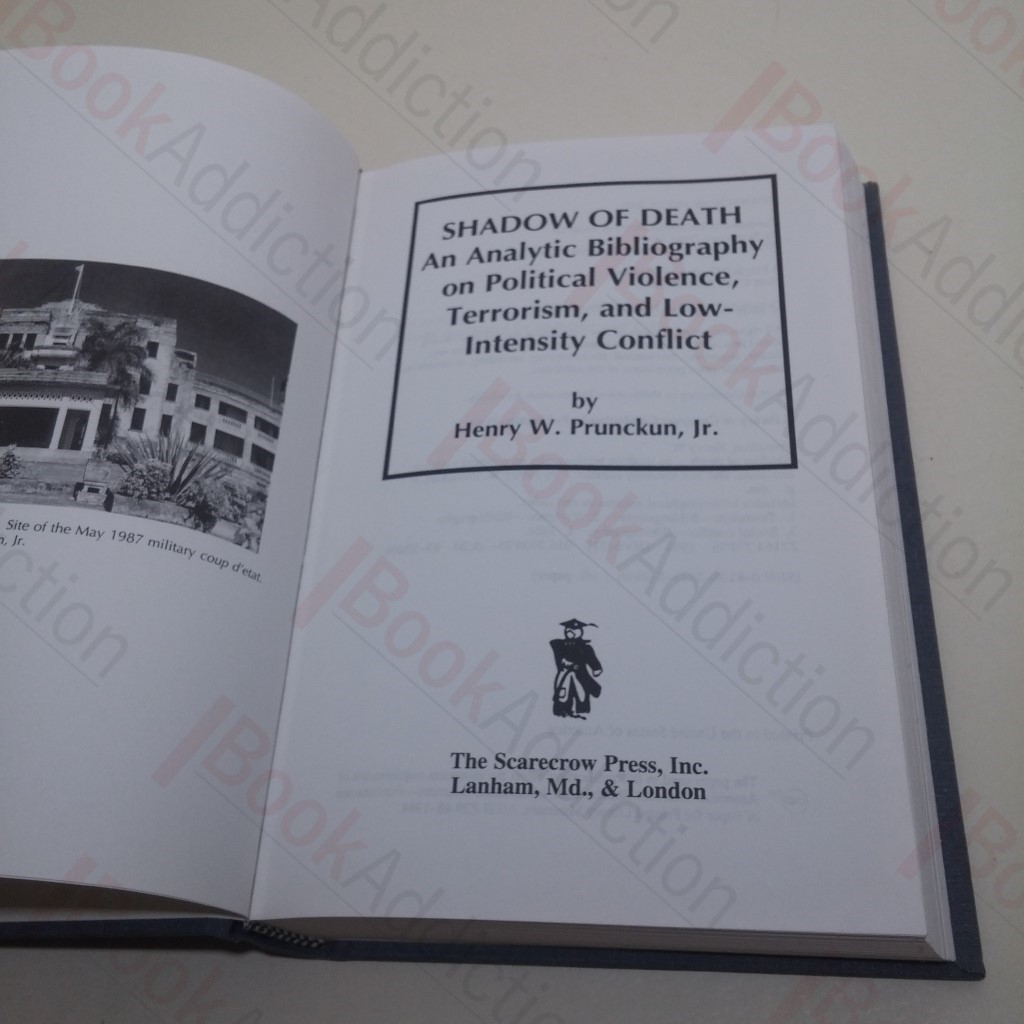 Site of the May 1987 military coup d'etat.
Jr.
SHADOW OF DEATH
An Analytic Bibliography
on Political Violence,
Terrorism, and Low-
Intensity Conflict
by
Henry W. Prunckun, Jr.
The Scarecrow Press, Inc.
Lanham, Md., & London
BookAddiction